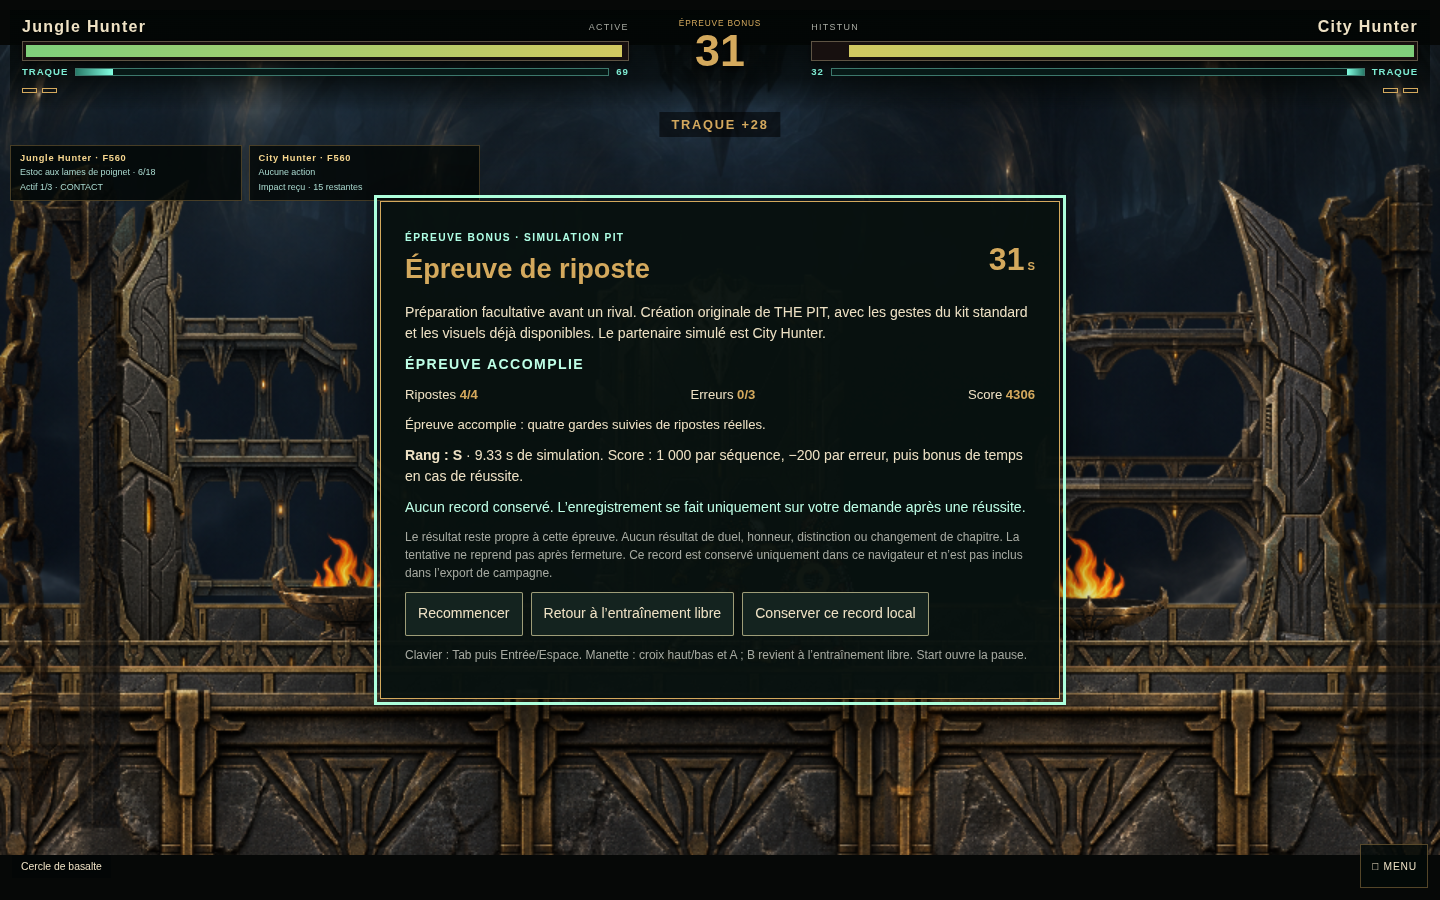 Jungle Hunter
ACTIVE
ÉPREUVE BONUS
31
HITSTUN
City Hunter
TRAQUE
69
32
TRAQUE
TRAQUE +28
Jungle Hunter · F560
Estoc aux lames de poignet · 6/18
Actif 1/3 · CONTACT
City Hunter · F560
Aucune action
Impact reçu · 15 restantes
ÉPREUVE BONUS · SIMULATION PIT
Épreuve de riposte
31 S
Préparation facultative avant un rival. Création originale de THE PIT, avec les gestes du kit standard
et les visuels déjà disponibles. Le partenaire simulé est City Hunter.
ÉPREUVE ACCOMPLIE
Ripostes 4/4
Erreurs 0/3
Score 4306
Épreuve accomplie : quatre gardes suivies de ripostes réelles.
Rang : S · 9.33 s de simulation. Score : 1 000 par séquence, −200 par erreur, puis bonus de temps
en cas de réussite.
Aucun record conservé. L’enregistrement se fait uniquement sur votre demande après une réussite.
Le résultat reste propre à cette épreuve. Aucun résultat de duel, honneur, distinction ou changement de chapitre. La
tentative ne reprend pas après fermeture. Ce record est conservé uniquement dans ce navigateur et n’est pas inclus
dans l’export de campagne.
Recommencer
Retour à l’entraînement libre
Conserver ce record local
Clavier : Tab puis Entrée/Espace. Manette : croix haut/bas et A ; B revient à l’entraînement libre. Start ouvre la pause.
Cercle de basalte
MENU